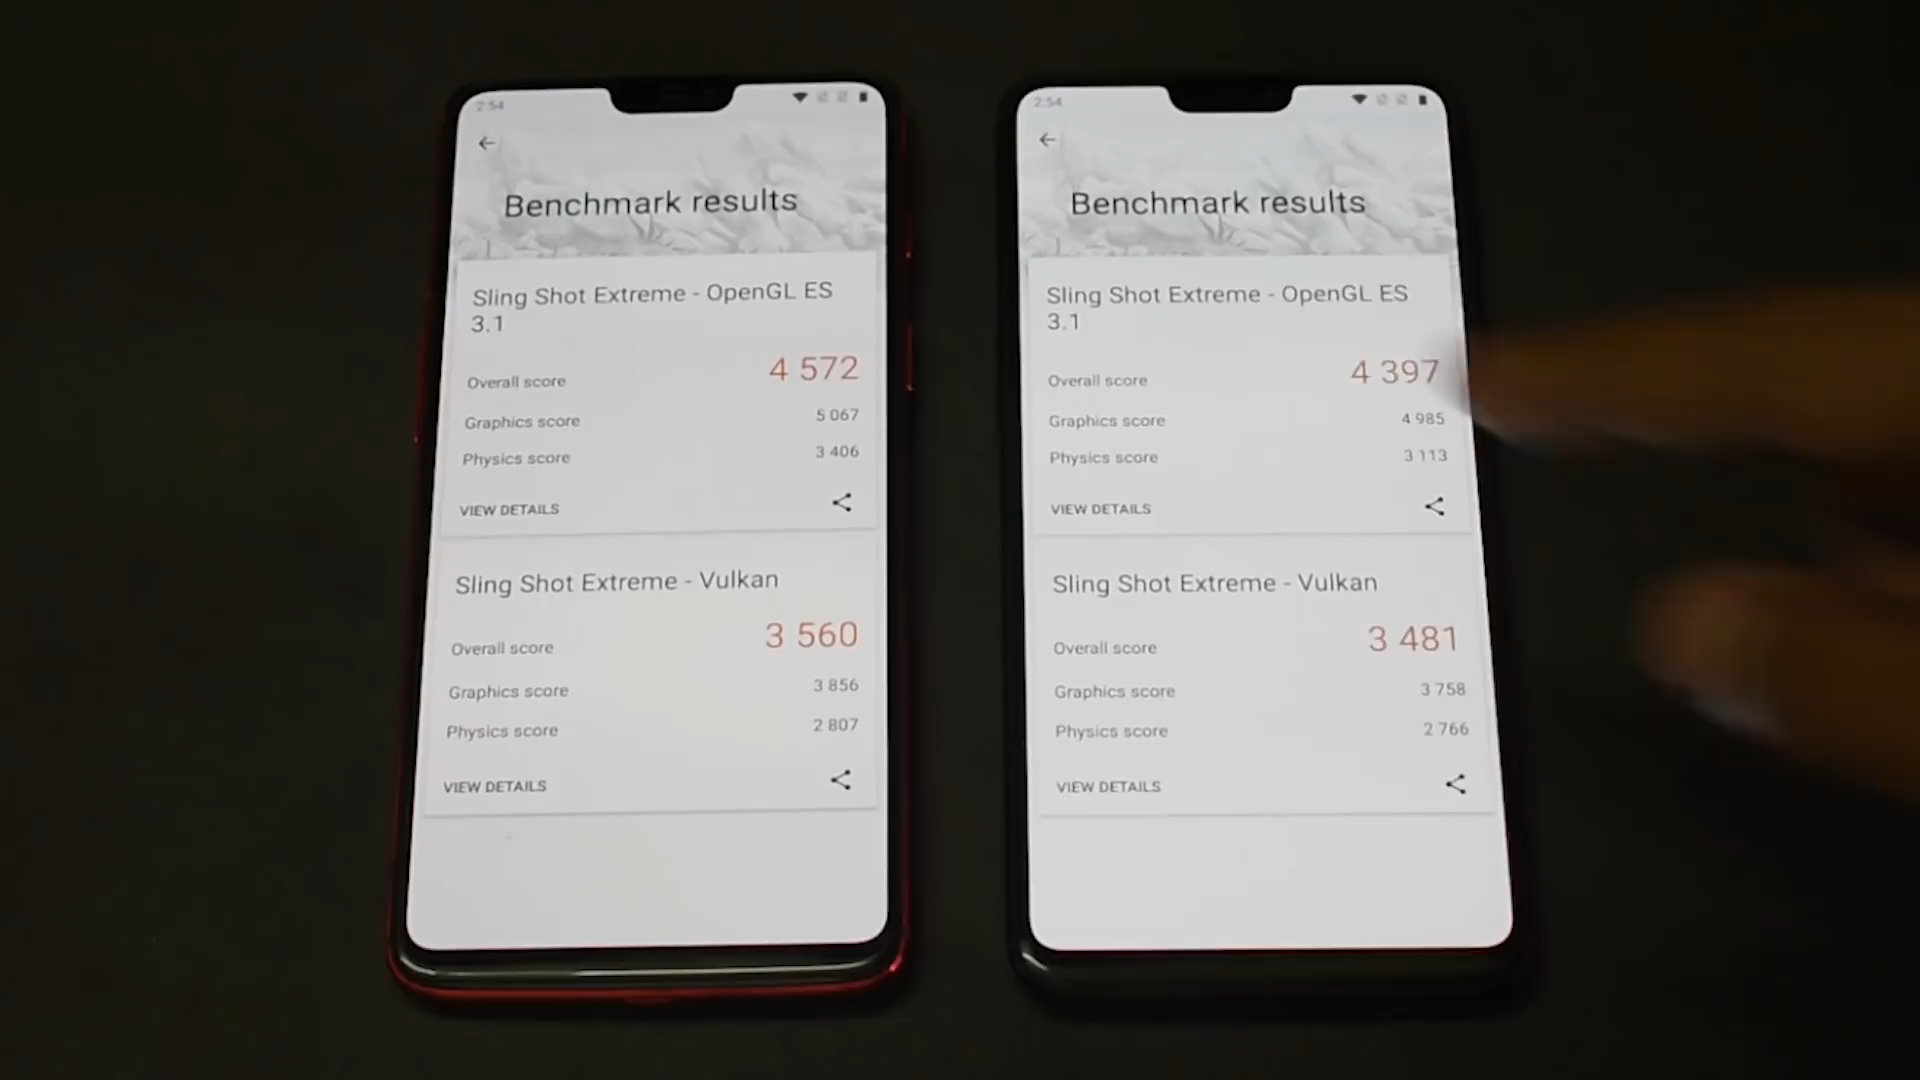 2:54
Benchmark results
Sling Shot Extreme - OpenGL ES
3.1
Overall score 4 572
Graphics score 5 067
Physics score 3 406
VIEW DETAILS
Sling Shot Extreme - Vulkan
Overall score 3 560
Graphics score 3 856
Physics score 2 807
VIEW DETAILS
2:54
Benchmark results
Sling Shot Extreme - OpenGL ES
3.1
Overall score 4 397
Graphics score 4 985
Physics score 3 113
VIEW DETAILS
Sling Shot Extreme - Vulkan
Overall score 3 481
Graphics score 3 758
Physics score 2 766
VIEW DETAILS